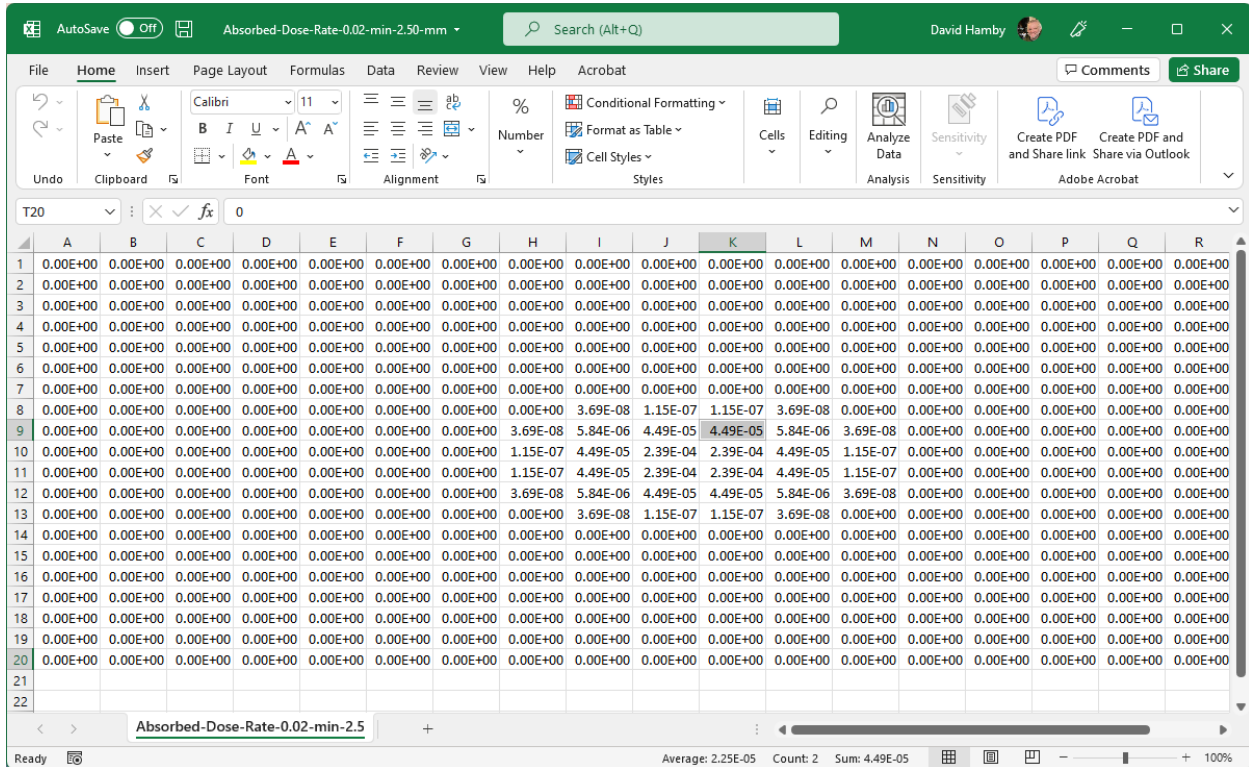 AutoSave Off Absorbed-Dose-Rate-0.02-min-2.50-mm Search (Alt+Q) David Hamby
File Home Insert Page Layout Formulas Data Review View Help Acrobat Comments Share
Calibri 11
Paste B I U A A A ab c % Number Conditional Formatting Format as Table Cell Styles Cells Editing Analyze Data Sensitivity Create PDF and Share link Create PDF and Share via Outlook
Undo Clipboard Font Alignment Styles Analysis Sensitivity Adobe Acrobat
T20 fx 0
A B C D E F G H I J K L M N O P Q R
1 0.00E+00 0.00E+00 0.00E+00 0.00E+00 0.00E+00 0.00E+00 0.00E+00 0.00E+00 0.00E+00 0.00E+00 0.00E+00 0.00E+00 0.00E+00 0.00E+00 0.00E+00 0.00E+00 0.00E+00 0.00E+00
2 0.00E+00 0.00E+00 0.00E+00 0.00E+00 0.00E+00 0.00E+00 0.00E+00 0.00E+00 0.00E+00 0.00E+00 0.00E+00 0.00E+00 0.00E+00 0.00E+00 0.00E+00 0.00E+00 0.00E+00 0.00E+00
3 0.00E+00 0.00E+00 0.00E+00 0.00E+00 0.00E+00 0.00E+00 0.00E+00 0.00E+00 0.00E+00 0.00E+00 0.00E+00 0.00E+00 0.00E+00 0.00E+00 0.00E+00 0.00E+00 0.00E+00 0.00E+00
4 0.00E+00 0.00E+00 0.00E+00 0.00E+00 0.00E+00 0.00E+00 0.00E+00 0.00E+00 0.00E+00 0.00E+00 0.00E+00 0.00E+00 0.00E+00 0.00E+00 0.00E+00 0.00E+00 0.00E+00 0.00E+00
5 0.00E+00 0.00E+00 0.00E+00 0.00E+00 0.00E+00 0.00E+00 0.00E+00 0.00E+00 0.00E+00 0.00E+00 0.00E+00 0.00E+00 0.00E+00 0.00E+00 0.00E+00 0.00E+00 0.00E+00 0.00E+00
6 0.00E+00 0.00E+00 0.00E+00 0.00E+00 0.00E+00 0.00E+00 0.00E+00 0.00E+00 0.00E+00 0.00E+00 0.00E+00 0.00E+00 0.00E+00 0.00E+00 0.00E+00 0.00E+00 0.00E+00 0.00E+00
7 0.00E+00 0.00E+00 0.00E+00 0.00E+00 0.00E+00 0.00E+00 0.00E+00 0.00E+00 0.00E+00 0.00E+00 0.00E+00 0.00E+00 0.00E+00 0.00E+00 0.00E+00 0.00E+00 0.00E+00 0.00E+00
8 0.00E+00 0.00E+00 0.00E+00 0.00E+00 0.00E+00 0.00E+00 0.00E+00 0.00E+00 3.69E-08 1.15E-07 1.15E-07 3.69E-08 0.00E+00 0.00E+00 0.00E+00 0.00E+00 0.00E+00 0.00E+00
9 0.00E+00 0.00E+00 0.00E+00 0.00E+00 0.00E+00 0.00E+00 0.00E+00 3.69E-08 5.84E-06 4.49E-05 4.49E-05 5.84E-06 3.69E-08 0.00E+00 0.00E+00 0.00E+00 0.00E+00 0.00E+00
10 0.00E+00 0.00E+00 0.00E+00 0.00E+00 0.00E+00 0.00E+00 0.00E+00 1.15E-07 4.49E-05 2.39E-04 2.39E-04 4.49E-05 1.15E-07 0.00E+00 0.00E+00 0.00E+00 0.00E+00 0.00E+00
11 0.00E+00 0.00E+00 0.00E+00 0.00E+00 0.00E+00 0.00E+00 0.00E+00 1.15E-07 4.49E-05 2.39E-04 2.39E-04 4.49E-05 1.15E-07 0.00E+00 0.00E+00 0.00E+00 0.00E+00 0.00E+00
12 0.00E+00 0.00E+00 0.00E+00 0.00E+00 0.00E+00 0.00E+00 0.00E+00 3.69E-08 5.84E-06 4.49E-05 4.49E-05 5.84E-06 3.69E-08 0.00E+00 0.00E+00 0.00E+00 0.00E+00 0.00E+00
13 0.00E+00 0.00E+00 0.00E+00 0.00E+00 0.00E+00 0.00E+00 0.00E+00 0.00E+00 3.69E-08 1.15E-07 1.15E-07 3.69E-08 0.00E+00 0.00E+00 0.00E+00 0.00E+00 0.00E+00 0.00E+00
14 0.00E+00 0.00E+00 0.00E+00 0.00E+00 0.00E+00 0.00E+00 0.00E+00 0.00E+00 0.00E+00 0.00E+00 0.00E+00 0.00E+00 0.00E+00 0.00E+00 0.00E+00 0.00E+00 0.00E+00 0.00E+00
15 0.00E+00 0.00E+00 0.00E+00 0.00E+00 0.00E+00 0.00E+00 0.00E+00 0.00E+00 0.00E+00 0.00E+00 0.00E+00 0.00E+00 0.00E+00 0.00E+00 0.00E+00 0.00E+00 0.00E+00 0.00E+00
16 0.00E+00 0.00E+00 0.00E+00 0.00E+00 0.00E+00 0.00E+00 0.00E+00 0.00E+00 0.00E+00 0.00E+00 0.00E+00 0.00E+00 0.00E+00 0.00E+00 0.00E+00 0.00E+00 0.00E+00 0.00E+00
17 0.00E+00 0.00E+00 0.00E+00 0.00E+00 0.00E+00 0.00E+00 0.00E+00 0.00E+00 0.00E+00 0.00E+00 0.00E+00 0.00E+00 0.00E+00 0.00E+00 0.00E+00 0.00E+00 0.00E+00 0.00E+00
18 0.00E+00 0.00E+00 0.00E+00 0.00E+00 0.00E+00 0.00E+00 0.00E+00 0.00E+00 0.00E+00 0.00E+00 0.00E+00 0.00E+00 0.00E+00 0.00E+00 0.00E+00 0.00E+00 0.00E+00 0.00E+00
19 0.00E+00 0.00E+00 0.00E+00 0.00E+00 0.00E+00 0.00E+00 0.00E+00 0.00E+00 0.00E+00 0.00E+00 0.00E+00 0.00E+00 0.00E+00 0.00E+00 0.00E+00 0.00E+00 0.00E+00 0.00E+00
20 0.00E+00 0.00E+00 0.00E+00 0.00E+00 0.00E+00 0.00E+00 0.00E+00 0.00E+00 0.00E+00 0.00E+00 0.00E+00 0.00E+00 0.00E+00 0.00E+00 0.00E+00 0.00E+00 0.00E+00 0.00E+00
21
22
Absorbed-Dose-Rate-0.02-min-2.5 +
Ready Average: 2.25E-05 Count: 2 Sum: 4.49E-05 100%